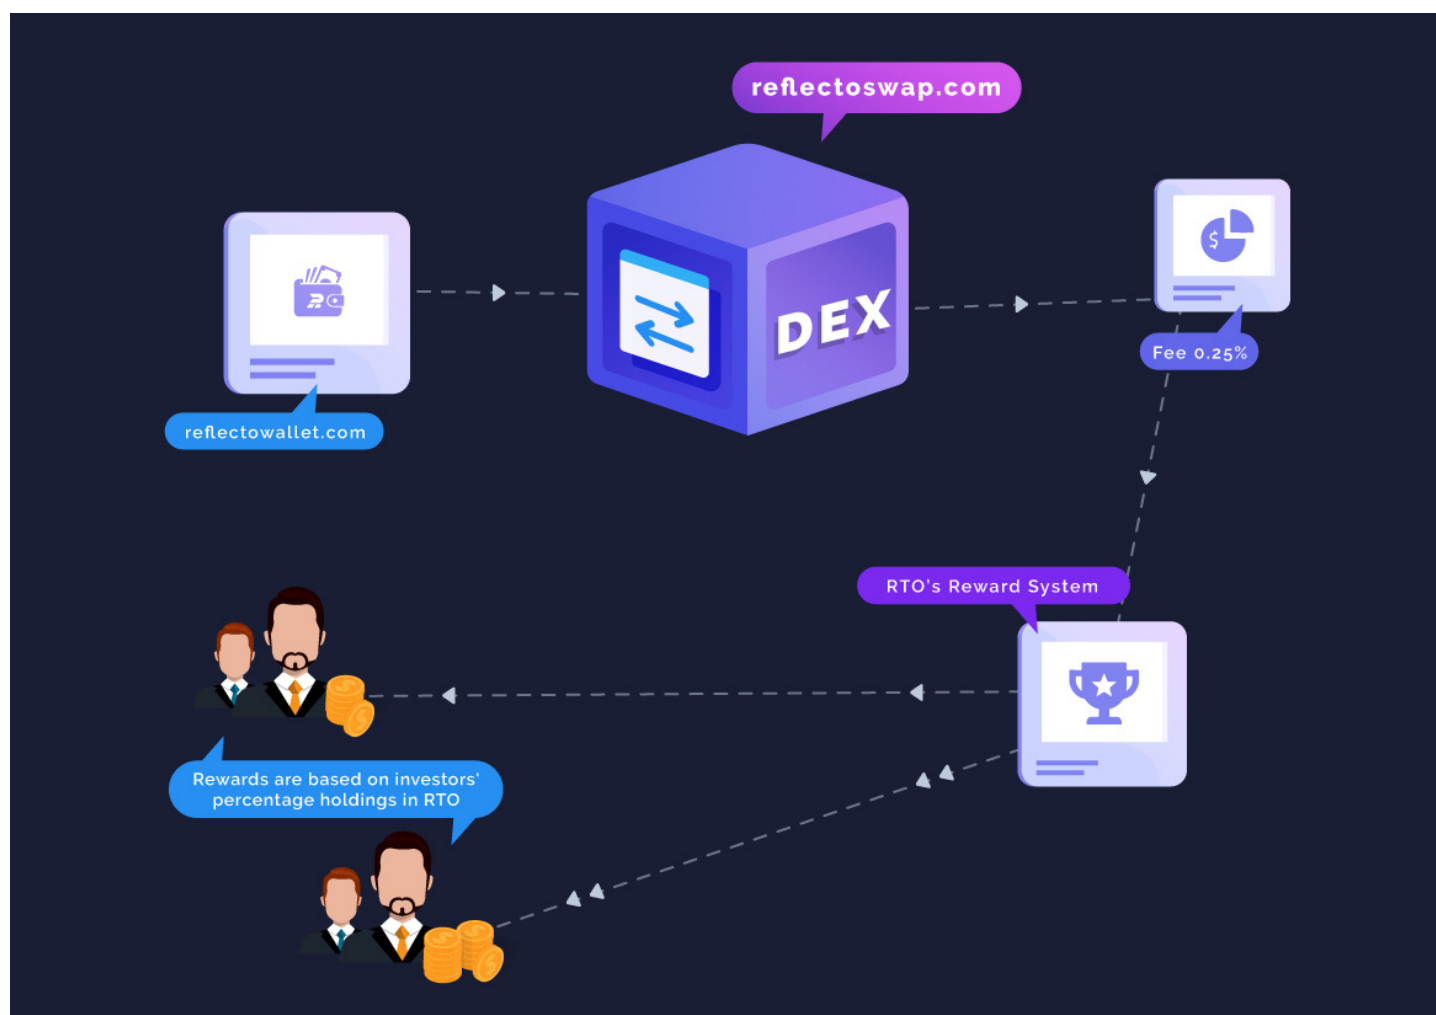 reflectoswap.com
DEX
$
Fee 0.25%
reflectowallet.com
RTO's Reward System
Rewards are based on investors'
percentage holdings in RTO